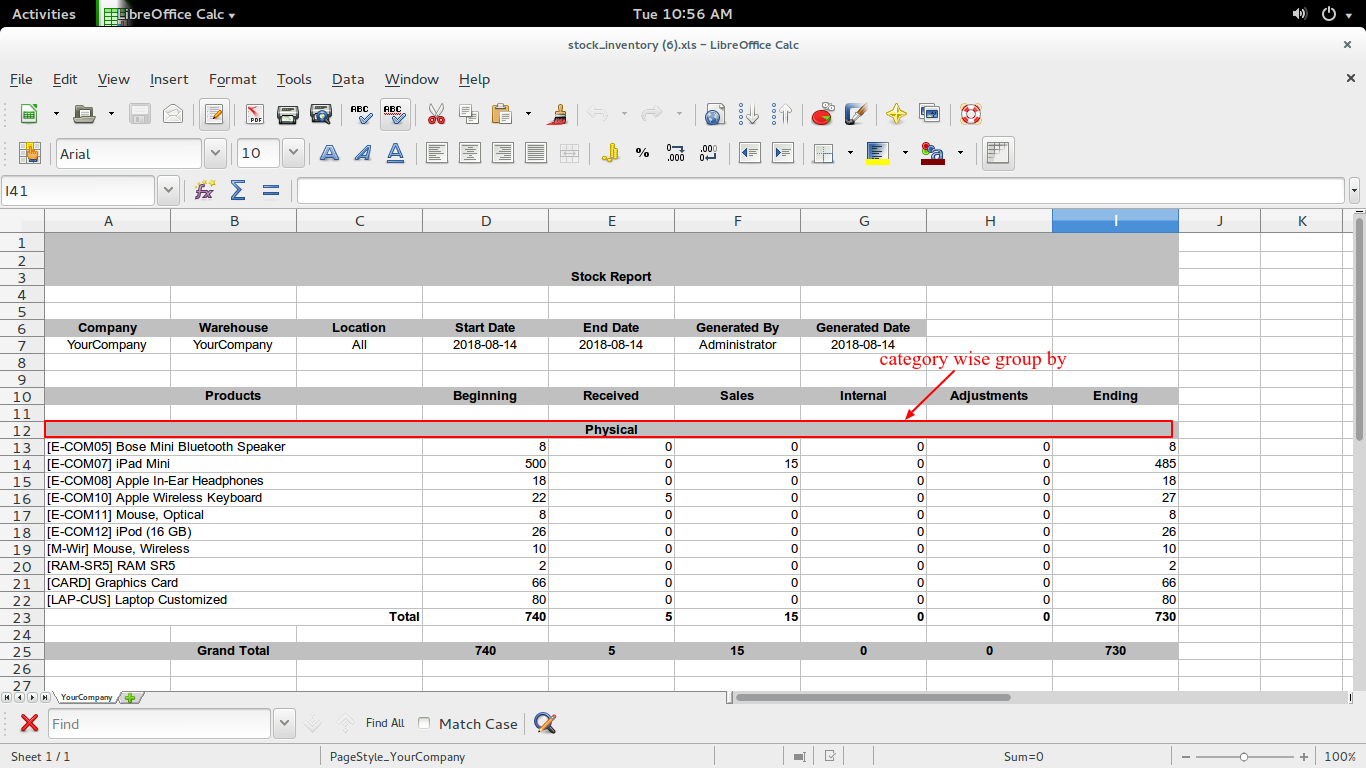 Activities LibreOffice Calc Tue 10:56 AM
stock_inventory (6).xls - LibreOffice Calc
File Edit View Insert Format Tools Data Window Help
Arial 10
I41
A B C D E F G H I J K
1
2
3 Stock Report
4
5
6 Company Warehouse Location Start Date End Date Generated By Generated Date
7 YourCompany YourCompany All 2018-08-14 2018-08-14 Administrator 2018-08-14
category wise group by
8
9
10 Products Beginning Received Sales Internal Adjustments Ending
11
12 Physical
13 [E-COM05] Bose Mini Bluetooth Speaker 8 0 0 0 0 8
14 [E-COM07] iPad Mini 500 0 15 0 0 485
15 [E-COM08] Apple In-Ear Headphones 18 0 0 0 0 18
16 [E-COM10] Apple Wireless Keyboard 22 5 0 0 0 27
17 [E-COM11] Mouse, Optical 8 0 0 0 0 8
18 [E-COM12] iPod (16 GB) 26 0 0 0 0 26
19 [M-Wir] Mouse, Wireless 10 0 0 0 0 10
20 [RAM-SR5] RAM SR5 2 0 0 0 0 2
21 [CARD] Graphics Card 66 0 0 0 0 66
22 [LAP-CUS] Laptop Customized 80 0 0 0 0 80
23 Total 740 5 15 0 0 730
24
25 Grand Total 740 5 15 0 0 730
26
27
YourCompany
Find Find All Match Case
Sheet 1 / 1 PageStyle_YourCompany Sum=0 100%